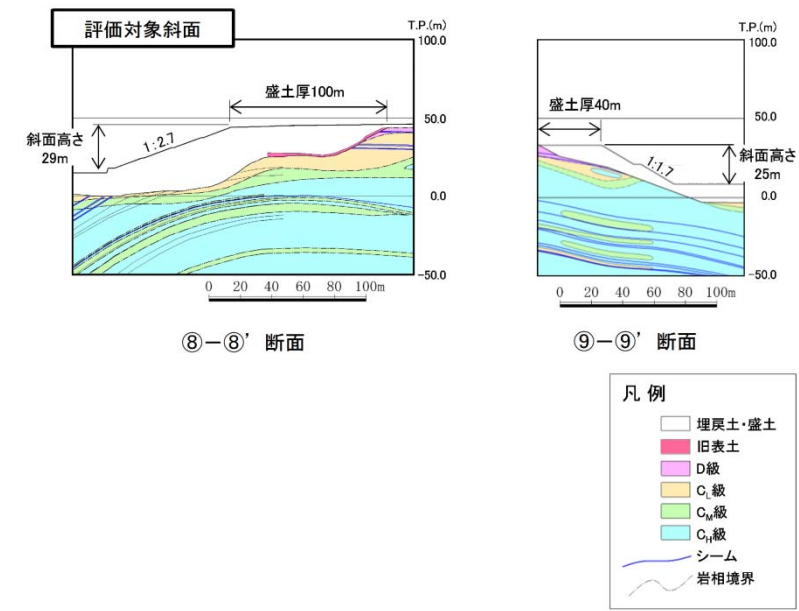 評価対象斜面
T.P.(m)
100.0
盛土厚100m
50.0
斜面高さ
29m
1:2.7
0.0
-50.0
0 20 40 60 80 100m
⑧－⑧’ 断面
T.P.(m)
100.0
盛土厚40m
50.0
斜面高さ
25m
1:1.7
0.0
-50.0
0 20 40 60 80 100m
⑨－⑨’ 断面
凡 例
埋戻土・盛土
旧表土
D級
CL級
CM級
CH級
シーム
岩相境界